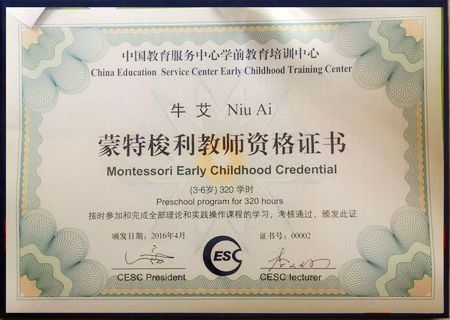 中国教育服务中心学前教育培训中心
China Education Service Center Early Childhood Training Center
牛 艾 Niu Ai
蒙特梭利教师资格证书
Montessori Early Childhood Credential
(3-6岁) 320 学时
Preschool program for 320 hours
按时参加和完成全部理论和实践操作课程的学习，考核通过，颁发此证
颁发日期：2016年4月 证书号：00002
CESC
CESC President CESC lecturer